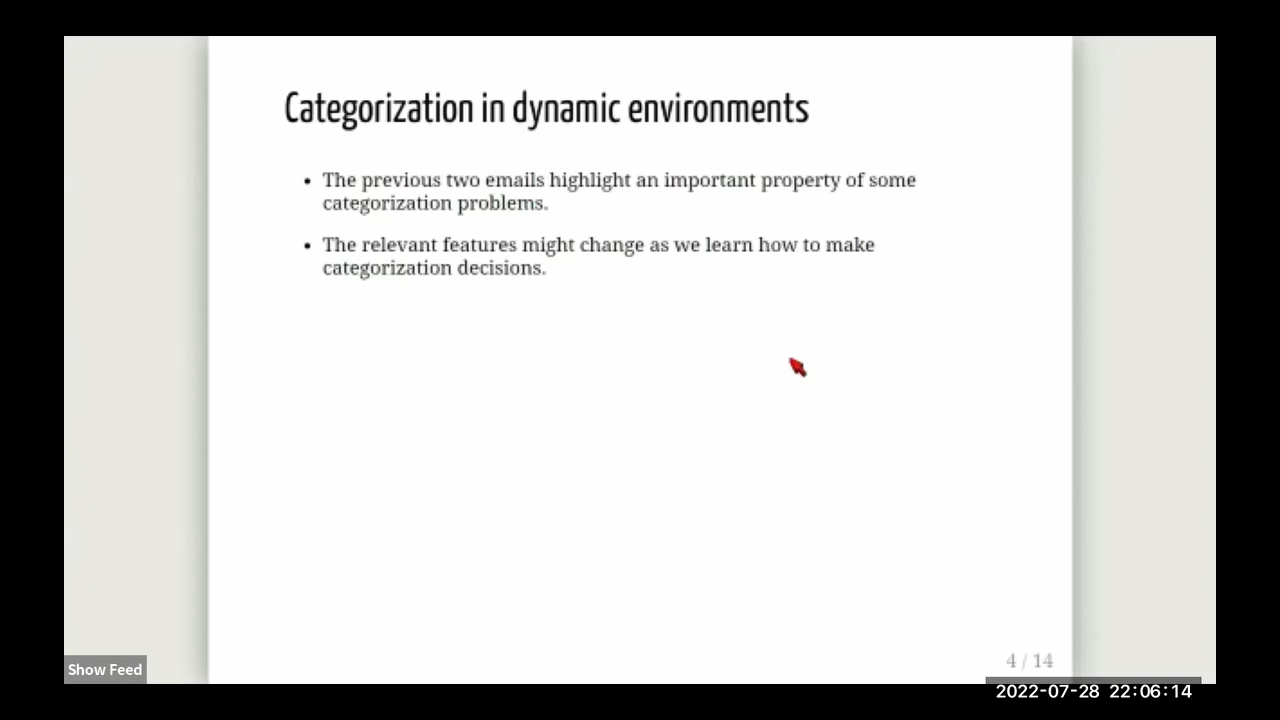 Categorization in dynamic environments
• The previous two emails highlight an important property of some
categorization problems.
• The relevant features might change as we learn how to make
categorization decisions.
4 / 14
Show Feed
2022-07-28 22:06:14